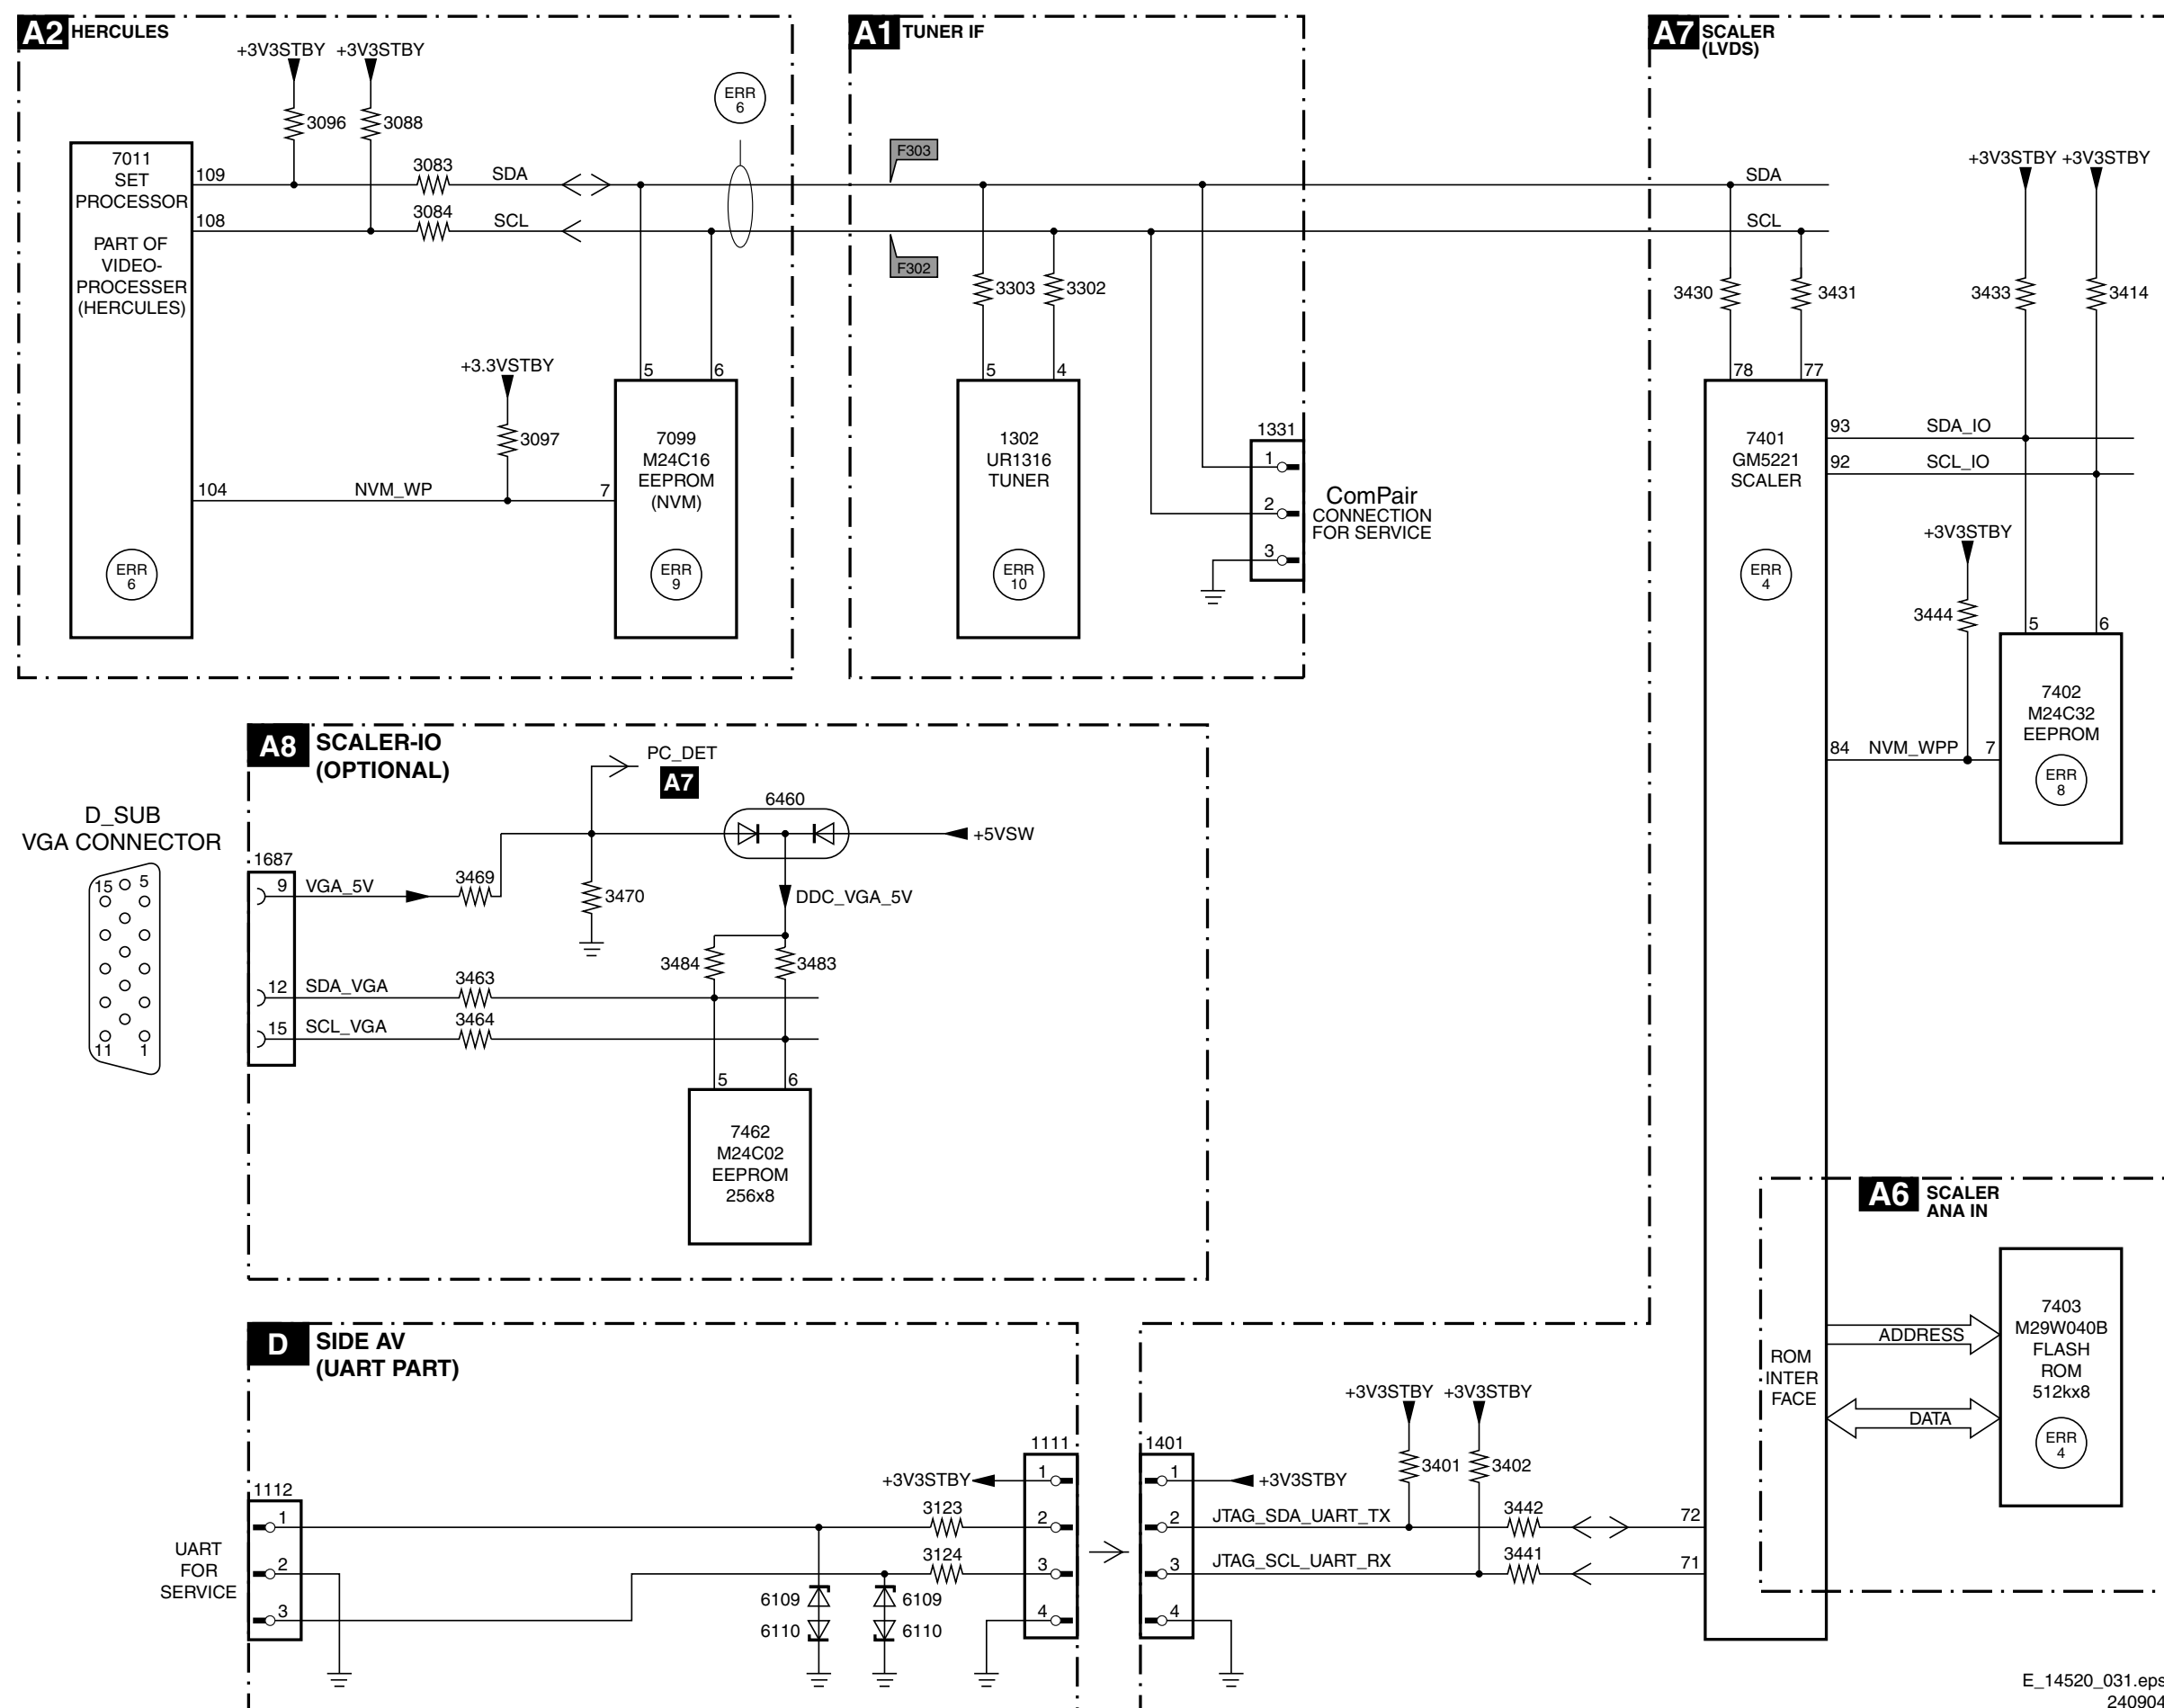 A2 HERCULES
+3V3STBY +3V3STBY
3096 3088
ERR
6
7011
SET
PROCESSOR
PART OF
VIDEO-
PROCESSER
(HERCULES)
109
3083
SDA
108
3084
SCL
+3.3VSTBY
3097
104
NVM_WP
7
5 6
7099
M24C16
EEPROM
(NVM)
ERR
6
ERR
9
A1 TUNER IF
F303
F302
3303 3302
5 4
1302
UR1316
TUNER
ERR
10
1331
1
2
3
ComPair
CONNECTION
FOR SERVICE
A7 SCALER
(LVDS)
SDA
SCL
3430 3431
78 77
7401
GM5221
SCALER
ERR
4
+3V3STBY +3V3STBY
3433 3414
93 SDA_IO
92 SCL_IO
+3V3STBY
3444
5 6
84 NVM_WPP 7
7402
M24C32
EEPROM
ERR
8
A8 SCALER-IO
(OPTIONAL)
PC_DET
A7
6460
+5VSW
D_SUB
VGA CONNECTOR
15 5
11 1
1687
9 VGA_5V
3469
3470
DDC_VGA_5V
3484 3483
12 SDA_VGA 3463
15 SCL_VGA 3464
5 6
7462
M24C02
EEPROM
256x8
A6 SCALER
ANA IN
ROM
INTER
FACE
ADDRESS
DATA
7403
M29W040B
FLASH
ROM
512kx8
ERR
4
D SIDE AV
(UART PART)
1112
1
2
3
UART
FOR
SERVICE
+3V3STBY
3123
3124
6109 6109
6110 6110
1111
1
2
3
4
1401
1
2
3
4
+3V3STBY
+3V3STBY +3V3STBY
3401 3402
JTAG_SDA_UART_TX 3442 72
JTAG_SCL_UART_RX 3441 71
E_14520_031.eps
240904